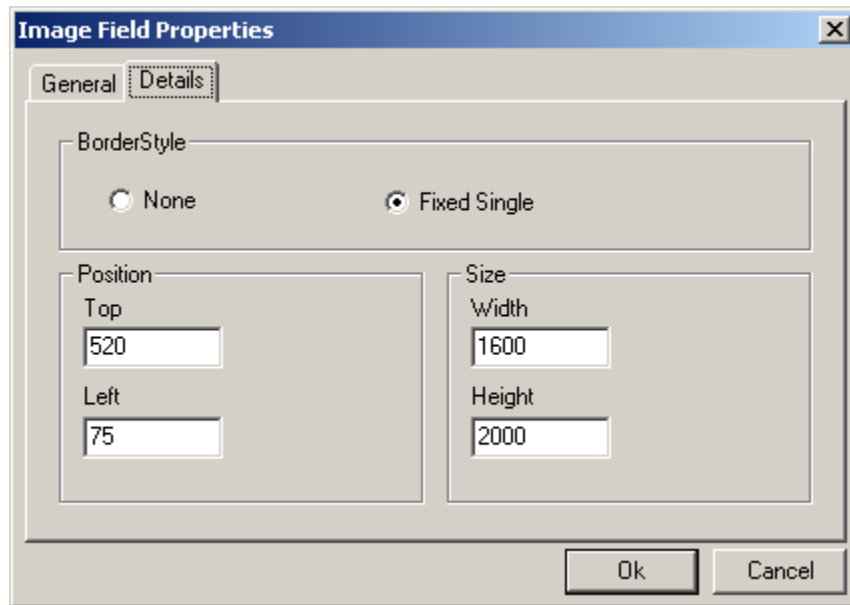 Image Field Properties
General Details
BorderStyle
None Fixed Single
Position Size
Top Width
520 1600
Left Height
75 2000
Ok Cancel